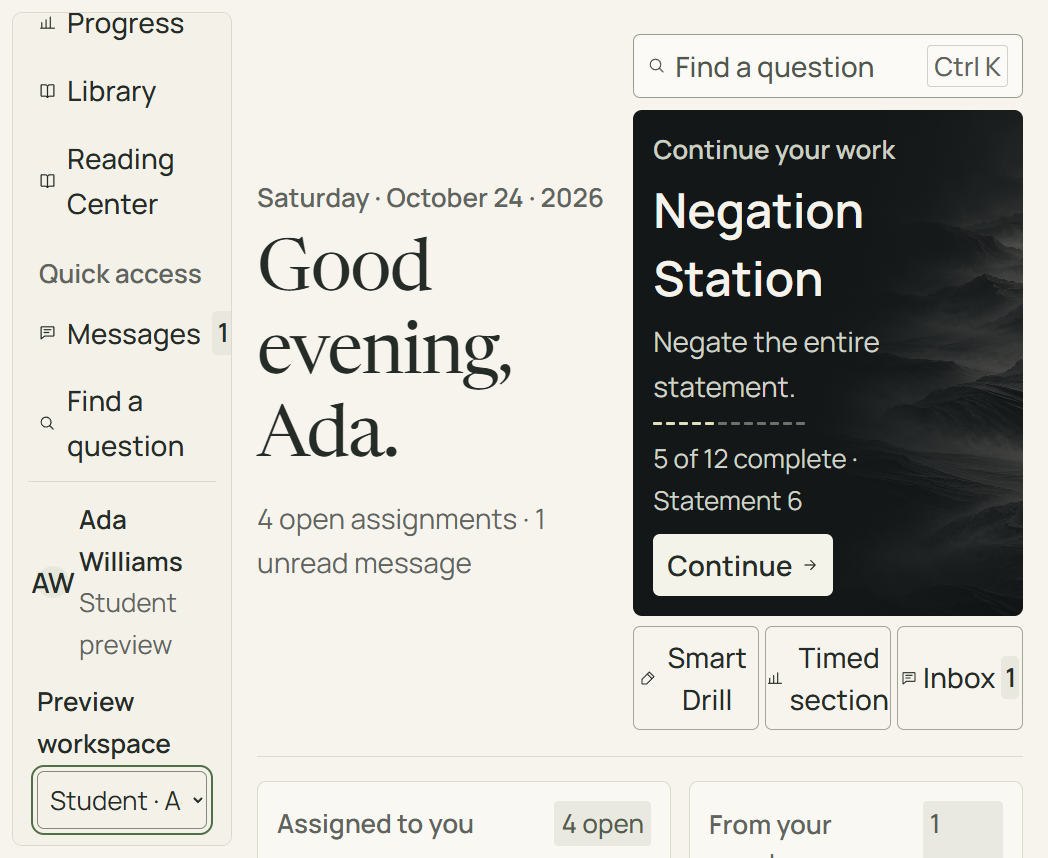 Progress
Library
Reading
Center
Quick access
Messages 1
Find a
question
AW
Ada
Williams
Student
preview
Preview
workspace
Student · A
Saturday · October 24 · 2026
Good
evening,
Ada.
4 open assignments · 1
unread message
Find a question Ctrl K
Continue your work
Negation
Station
Negate the entire
statement.
5 of 12 complete ·
Statement 6
Continue →
Smart
Drill
Timed
section
Inbox 1
Assigned to you 4 open
From your 1